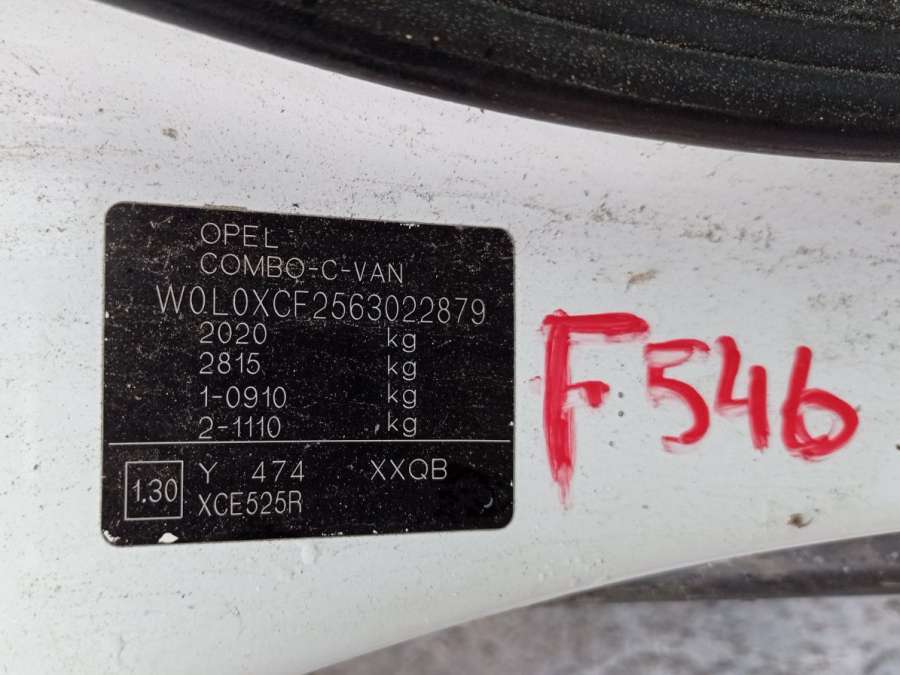 OPEL
COMBO-C-VAN
W0L0XCF2563022879
2020 kg
2815 kg
1-0910 kg
2-1110 kg
1.30 Y 474 XXQB
XCE525R
F546